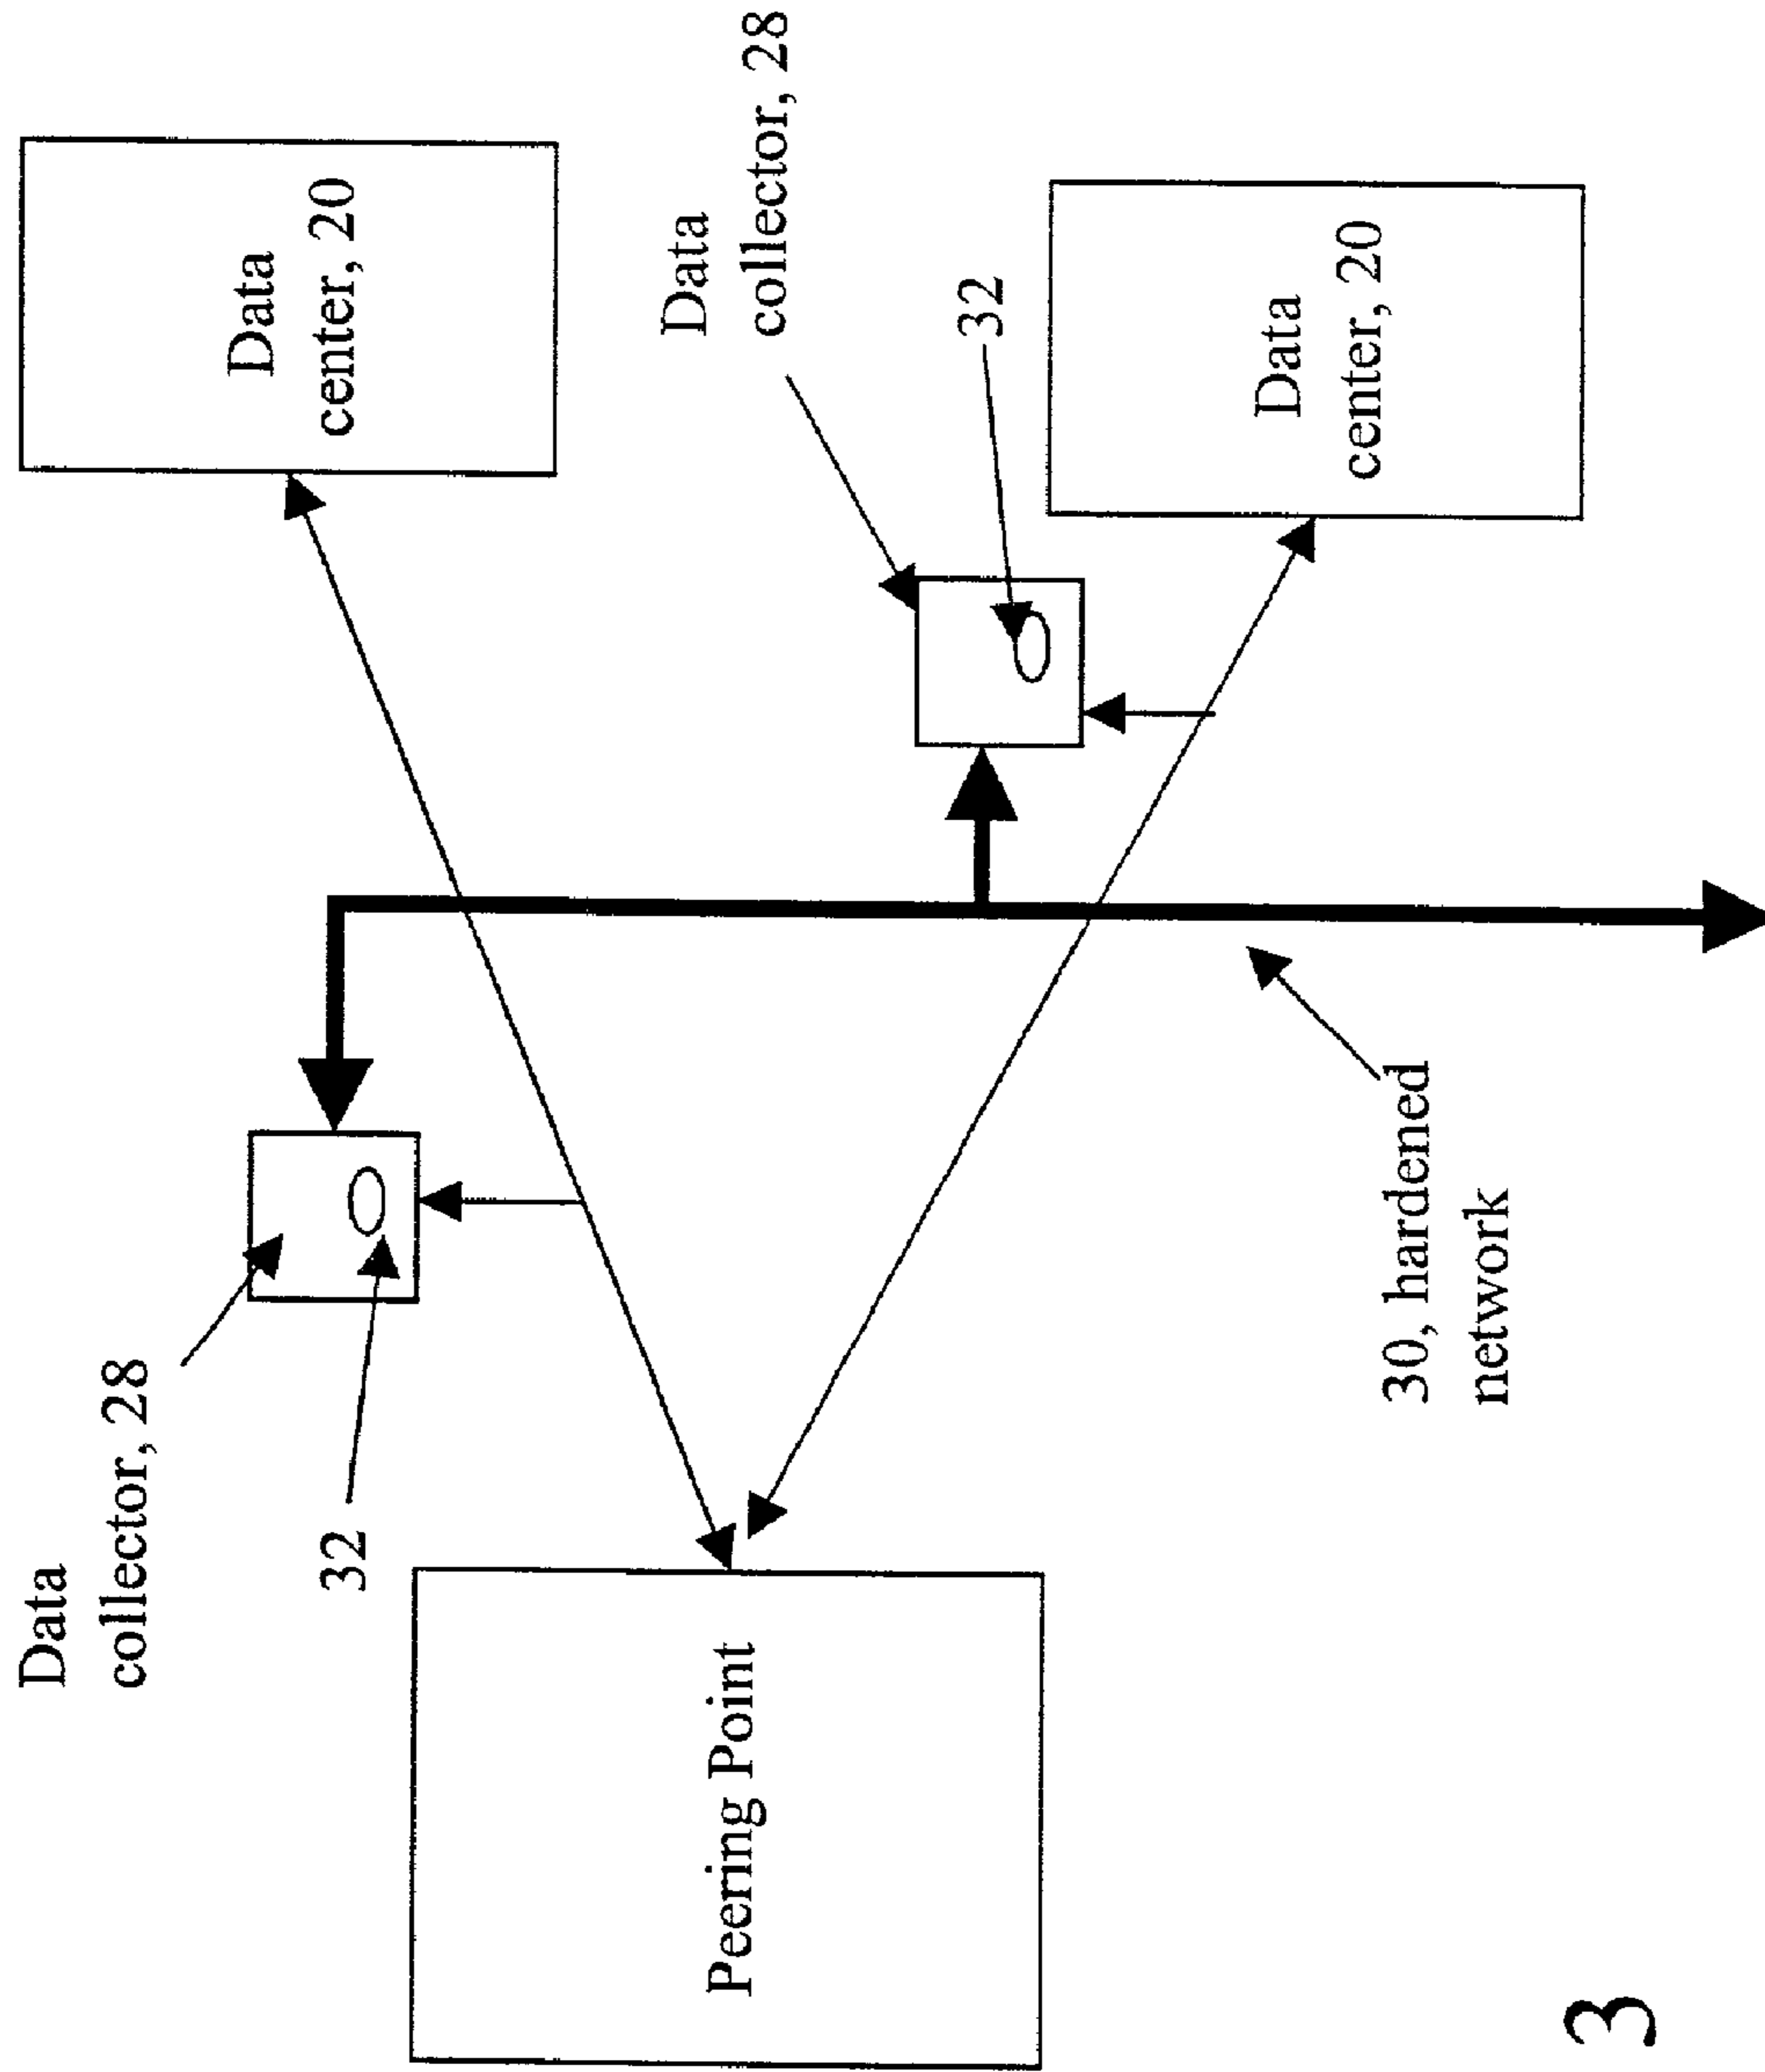 Data
collector, 28
32
Peering Point
Data
center, 20
Data
collector, 28
32
Data
center, 20
30, hardened
network
3